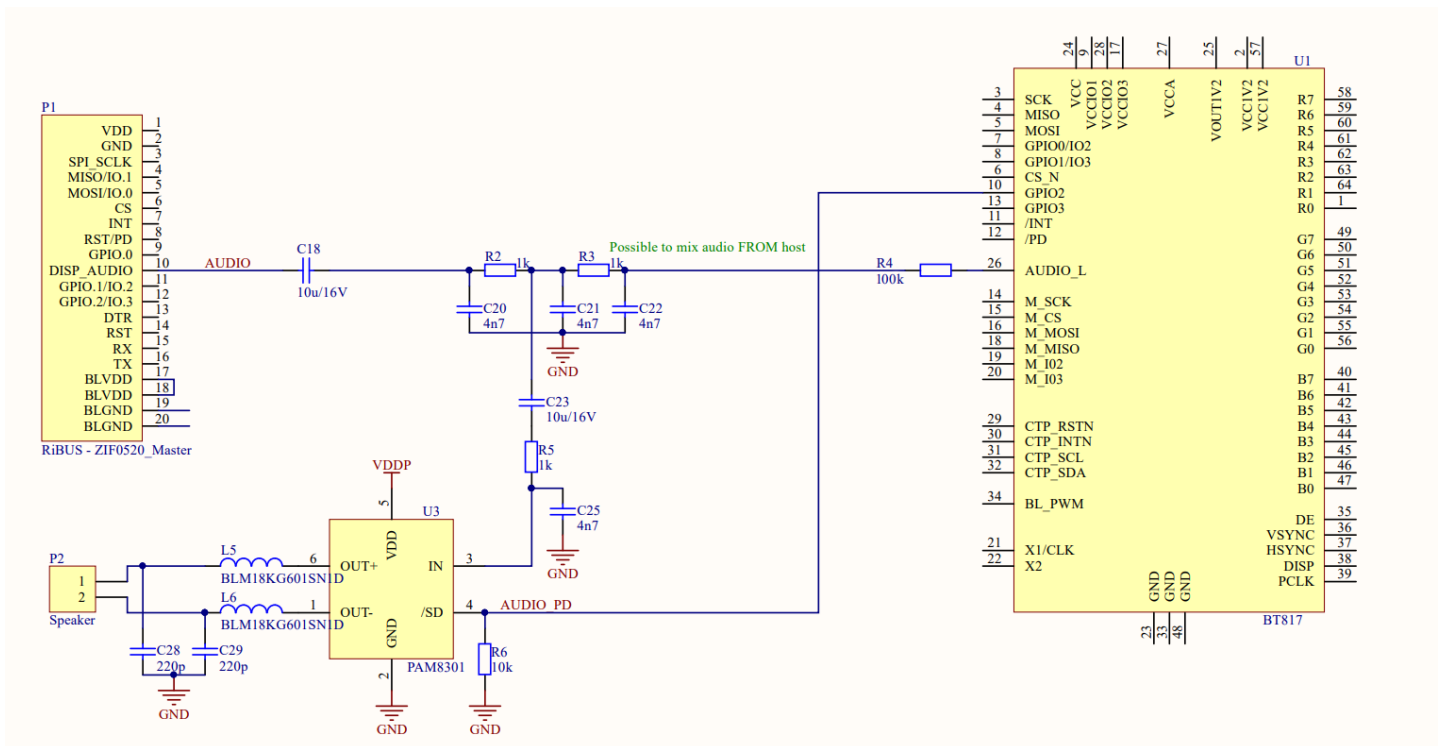 P1
VDD 1
GND 2
SPI_SCLK 3
MISO/IO.1 4
MOSI/IO.0 5
CS 6
INT 7
RST/PD 8
GPIO.0 9
DISP_AUDIO 10
GPIO.1/IO.2 11
GPIO.2/IO.3 12
DTR 13
RST 14
RX 15
TX 16
BLVDD 17
BLVDD 18
BLGND 19
BLGND 20
RiBUS - ZIF0520_Master
AUDIO
C18
10u/16V
R2
1k
R3
1k
Possible to mix audio FROM host
R4
100k
C20
4n7
C21
4n7
C22
4n7
GND
C23
10u/16V
R5
1k
C25
4n7
GND
VDDP
5
U3
VDD
6 OUT+
1 OUT-
IN 3
/SD 4
GND
2
PAM8301
GND
AUDIO_PD
R6
10k
GND
P2
1
2
Speaker
L5
BLM18KG601SN1D
L6
BLM18KG601SN1D
C28
220p
C29
220p
GND
U1
24 VCC
9 VCCIO1
28 VCCIO2
17 VCCIO3
27 VCCA
25 VOUT1V2
2 VCC1V2
57 VCC1V2
3 SCK
4 MISO
5 MOSI
7 GPIO0/IO2
8 GPIO1/IO3
6 CS_N
10 GPIO2
13 GPIO3
11 /INT
12 /PD
26 AUDIO_L
14 M_SCK
15 M_CS
16 M_MOSI
18 M_MISO
19 M_I02
20 M_I03
29 CTP_RSTN
30 CTP_INTN
31 CTP_SCL
32 CTP_SDA
34 BL_PWM
21 X1/CLK
22 X2
R7 58
R6 59
R5 60
R4 61
R3 62
R2 63
R1 64
R0 1
G7 49
G6 50
G5 51
G4 52
G3 53
G2 54
G1 55
G0 56
B7 40
B6 41
B5 42
B4 43
B3 44
B2 45
B1 46
B0 47
DE 35
VSYNC 36
HSYNC 37
DISP 38
PCLK 39
GND 23
GND 33
GND 48
BT817